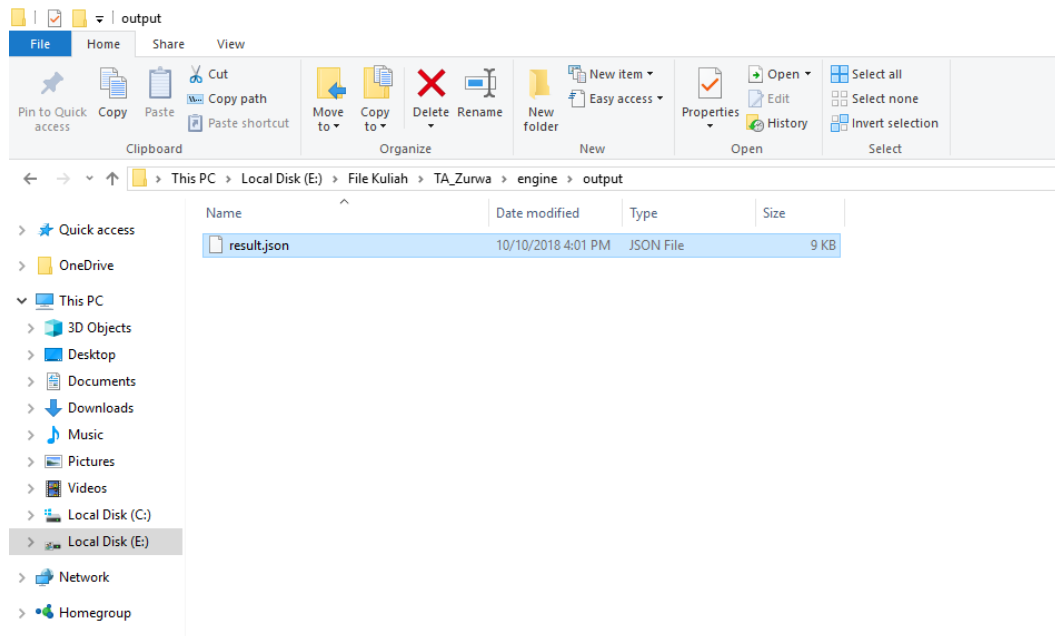 output
File Home Share View
Pin to Quick access
Copy
Paste
Cut
Copy path
Paste shortcut
Clipboard
Move to
Copy to
Delete
Rename
Organize
New folder
New item
Easy access
New
Properties
Open
Edit
History
Open
Select all
Select none
Invert selection
Select
This PC > Local Disk (E:) > File Kuliah > TA_Zurwa > engine > output
Name Date modified Type Size
result.json 10/10/2018 4:01 PM JSON File 9 KB
Quick access
OneDrive
This PC
3D Objects
Desktop
Documents
Downloads
Music
Pictures
Videos
Local Disk (C:)
Local Disk (E:)
Network
Homegroup